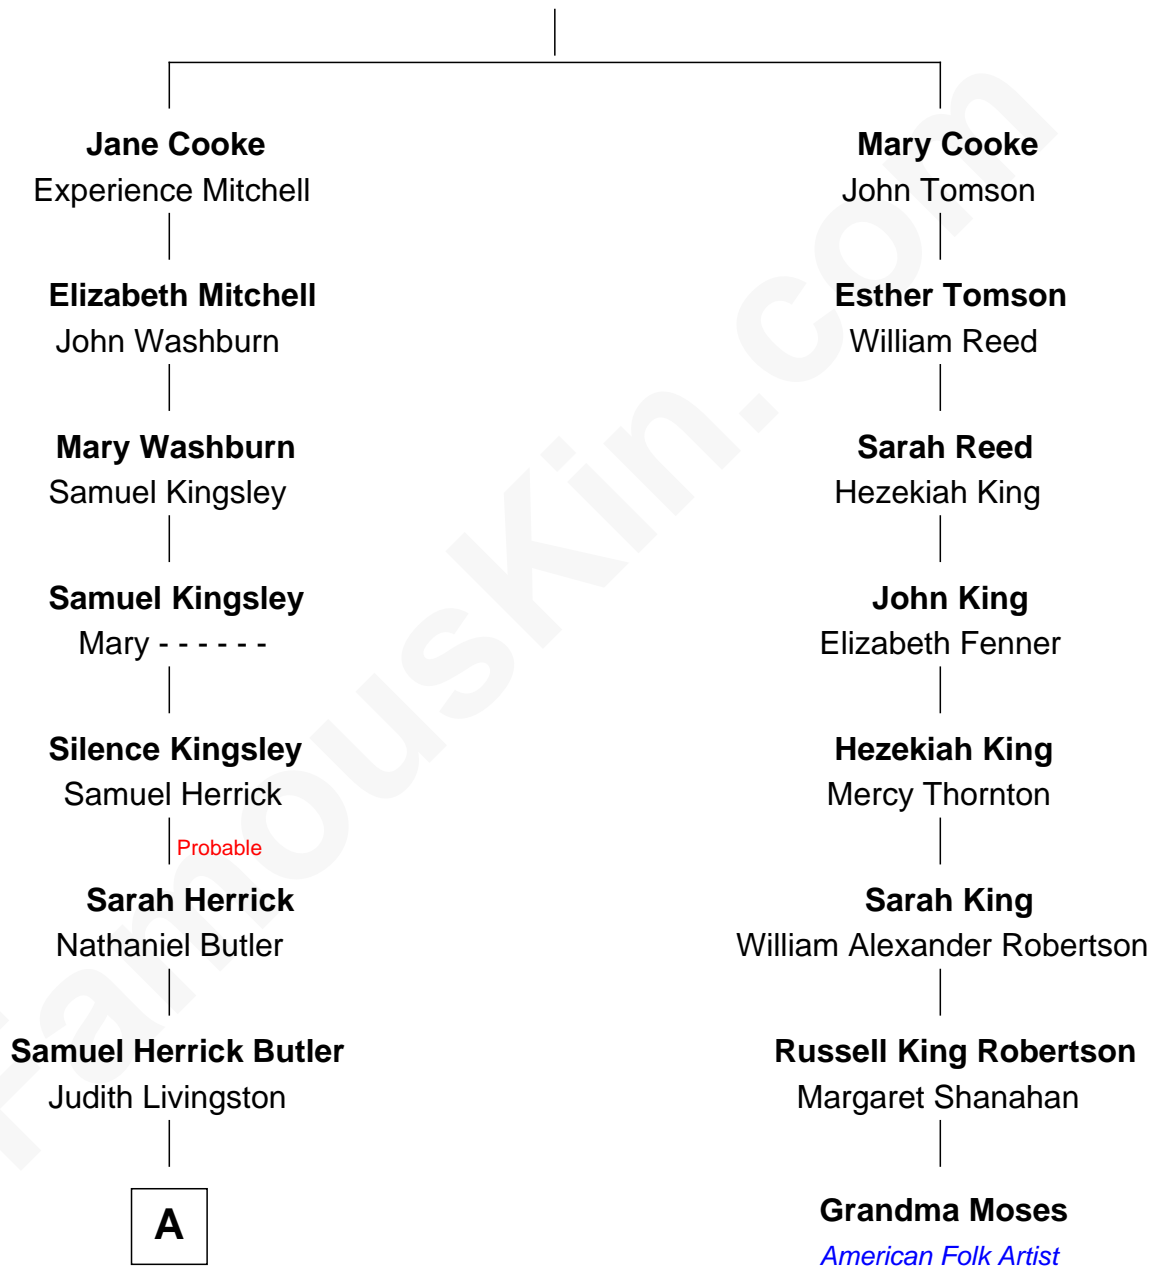 Jane Cooke
Experience Mitchell
Elizabeth Mitchell
John Washburn
Mary Washburn
Samuel Kingsley
Samuel Kingsley
Mary - - - - - -
Silence Kingsley
Samuel Herrick
Probable
Sarah Herrick
Nathaniel Butler
Samuel Herrick Butler
Judith Livingston
A
Mary Cooke
John Tomson
Esther Tomson
William Reed
Sarah Reed
Hezekiah King
John King
Elizabeth Fenner
Hezekiah King
Mercy Thornton
Sarah King
William Alexander Robertson
Russell King Robertson
Margaret Shanahan
Grandma Moses
American Folk Artist
FamousKin.com